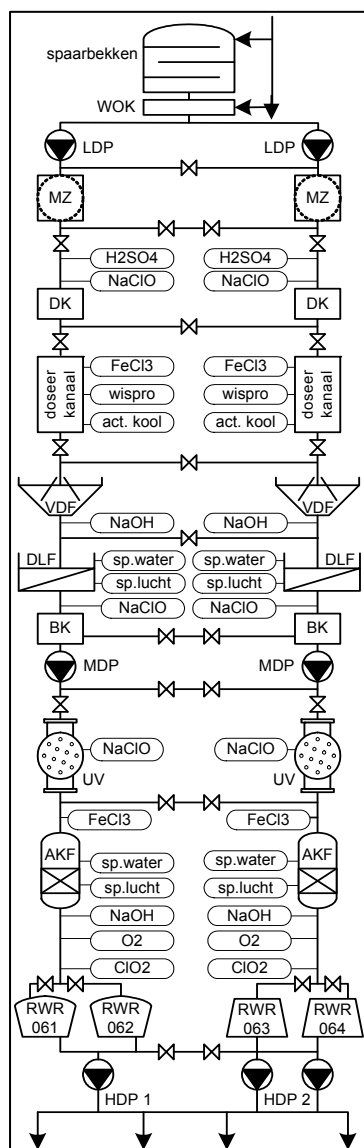 spaarbekken
WOK
LDP LDP
MZ MZ
H2SO4 H2SO4
NaClO NaClO
DK DK
doseer kanaal
FeCl3 FeCl3
wispro wispro
act. kool act. kool
doseer kanaal
VDF VDF
NaOH NaOH
DLF sp.water sp.water DLF
sp.lucht sp.lucht
NaClO NaClO
BK BK
MDP MDP
NaClO NaClO
UV UV
FeCl3 FeCl3
AKF AKF
sp.water sp.water
sp.lucht sp.lucht
NaOH NaOH
O2 O2
ClO2 ClO2
RWR RWR RWR RWR
061 062 063 064
HDP 1 HDP 2